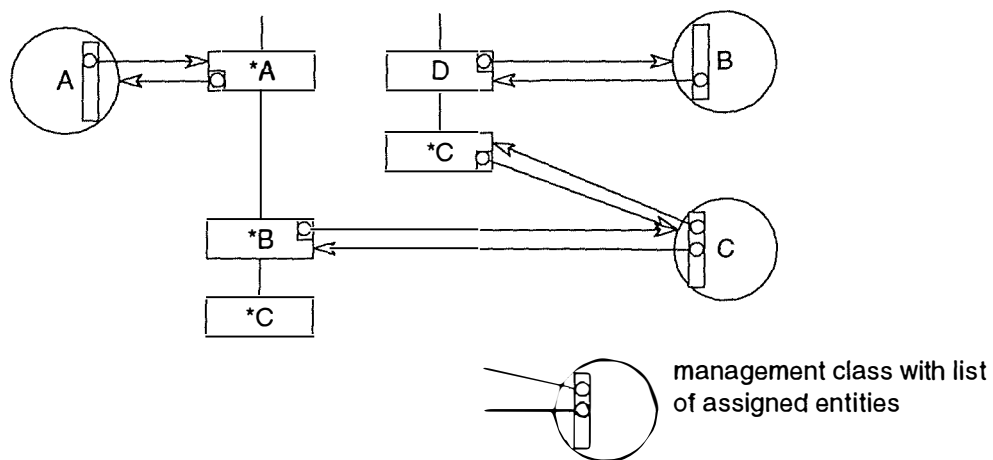 A
*A
D
B
*C
*B
C
*C
management class with list
of assigned entities